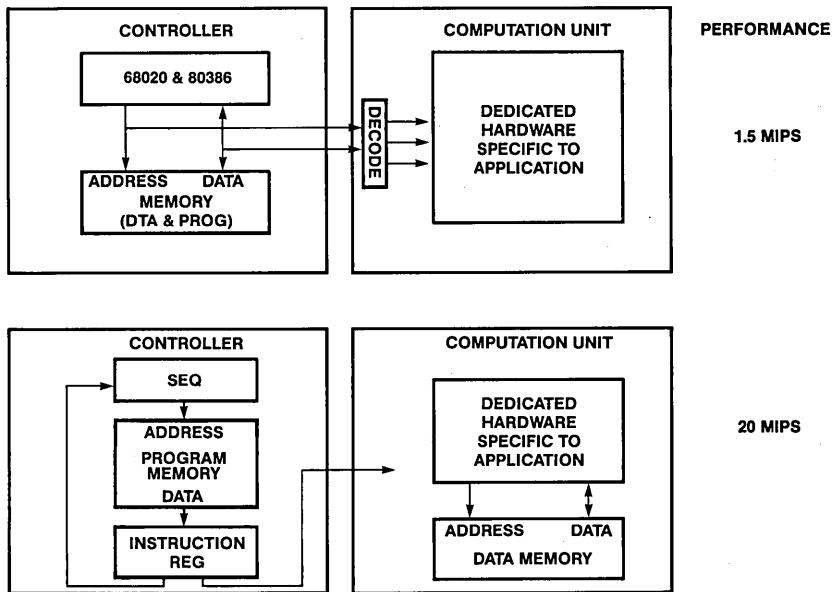 CONTROLLER
68020 & 80386
ADDRESS DATA
MEMORY
(DTA & PROG)
COMPUTATION UNIT
DECODE
DEDICATED
HARDWARE
SPECIFIC TO
APPLICATION
PERFORMANCE
1.5 MIPS
CONTROLLER
SEQ
ADDRESS
PROGRAM
MEMORY
DATA
INSTRUCTION
REG
COMPUTATION UNIT
DEDICATED
HARDWARE
SPECIFIC TO
APPLICATION
ADDRESS DATA
DATA MEMORY
20 MIPS